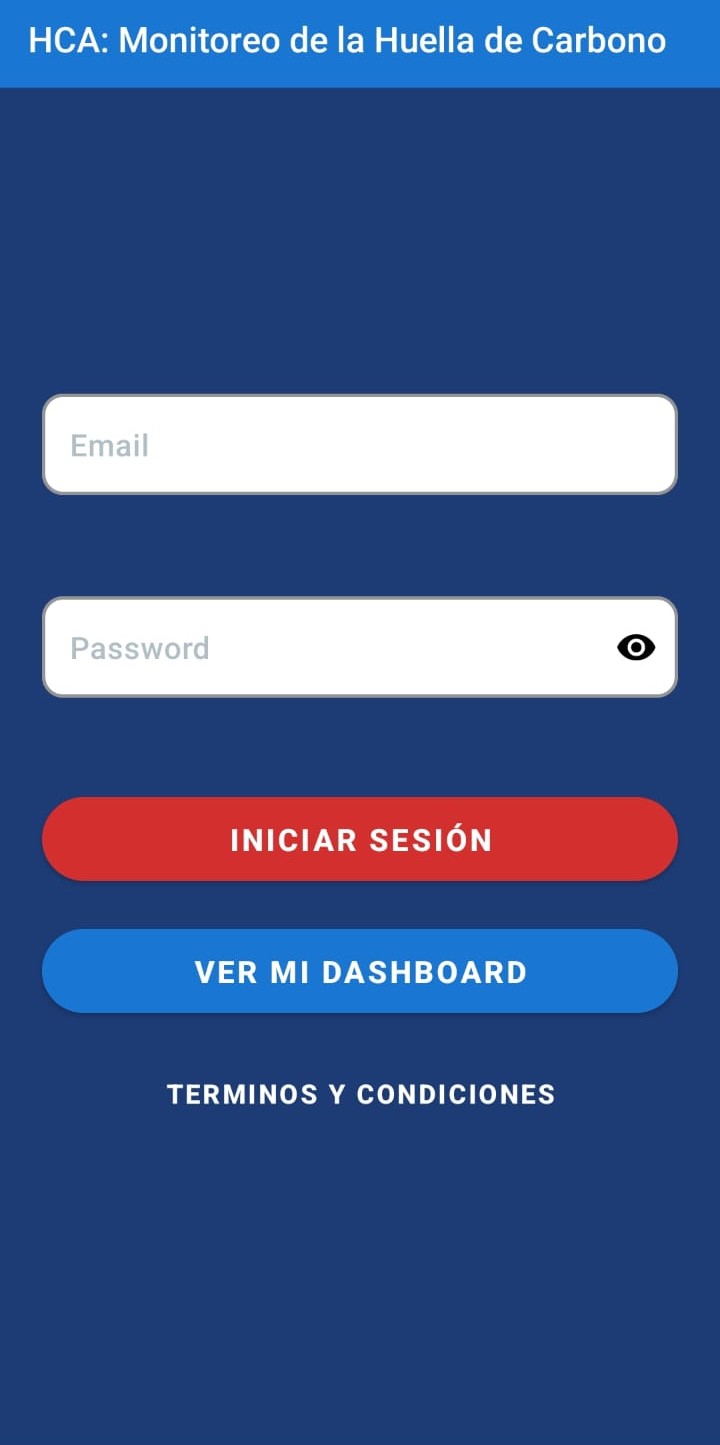 HCA: Monitoreo de la Huella de Carbono
Email
Password
INICIAR SESIÓN
VER MI DASHBOARD
TERMINOS Y CONDICIONES